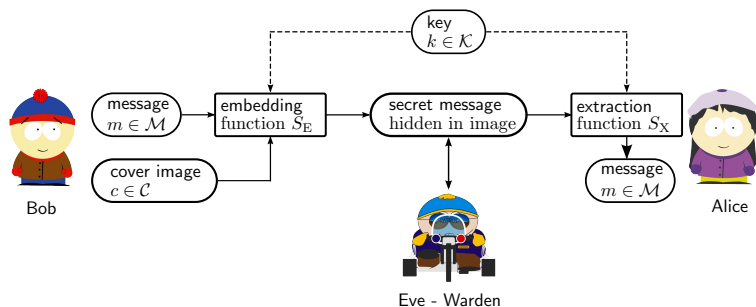 key
k ∈ 𝒦
message
m ∈ ℳ
embedding
function S_E
secret message
hidden in image
extraction
function S_X
cover image
c ∈ 𝒞
message
m ∈ ℳ
Bob
Alice
Eve - Warden